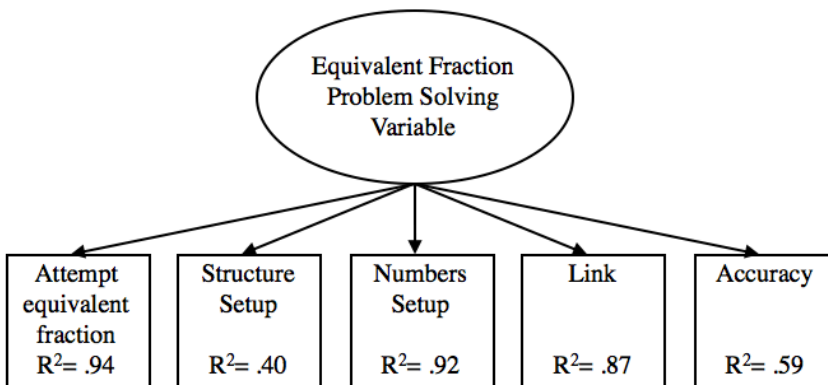 Equivalent Fraction
Problem Solving
Variable
Attempt
equivalent
fraction
R²= .94
Structure
Setup
R²= .40
Numbers
Setup
R²= .92
Link
R²= .87
Accuracy
R²= .59